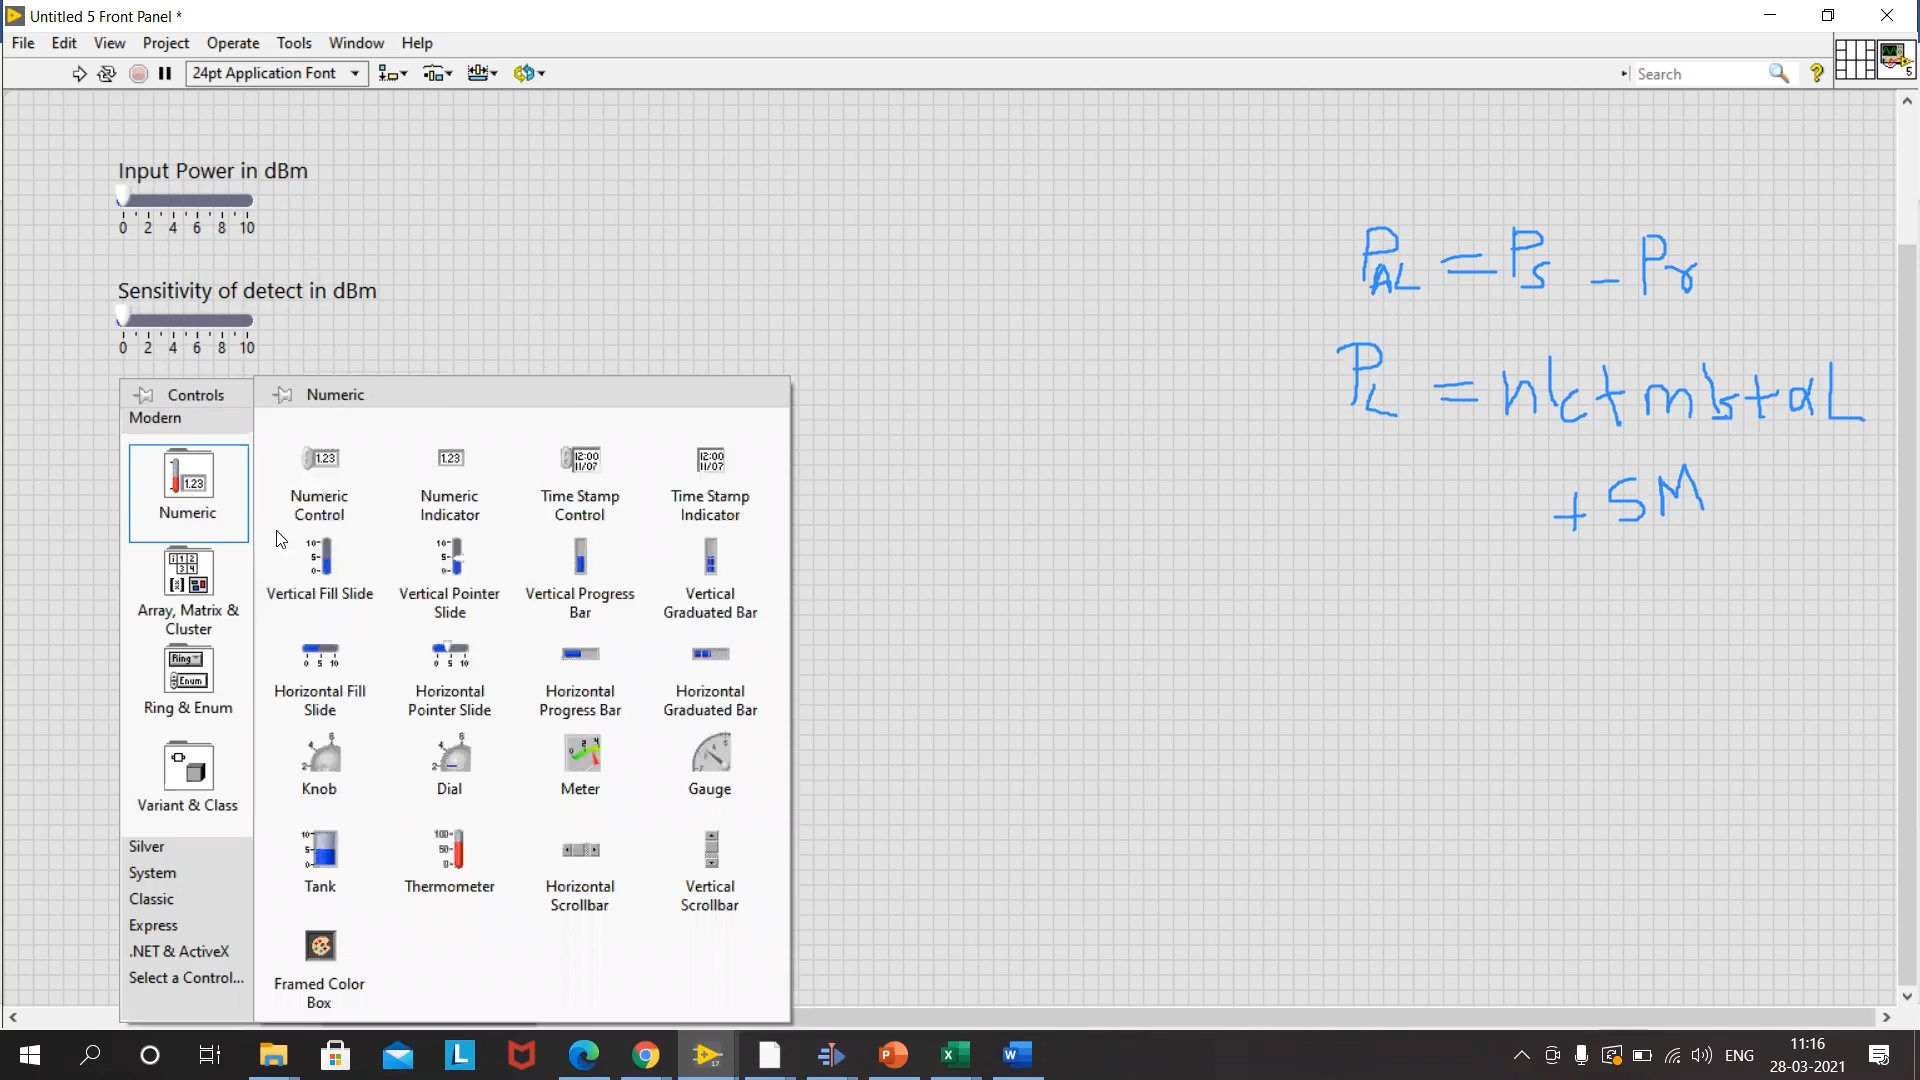 Untitled 5 Front Panel *
File Edit View Project Operate Tools Window Help
24pt Application Font
Search
5
Input Power in dBm
0 2 4 6 8 10
Sensitivity of detect in dBm
0 2 4 6 8 10
P_AL = P_S - P_r
P_L = nlc + mls + αL
+ SM
Controls
Modern
Numeric
Array, Matrix &
Cluster
Ring & Enum
Variant & Class
Silver
System
Classic
Express
.NET & ActiveX
Select a Control...
Numeric
Numeric
Control
Numeric
Indicator
Time Stamp
Control
Time Stamp
Indicator
Vertical Fill Slide
Vertical Pointer
Slide
Vertical Progress
Bar
Vertical
Graduated Bar
Horizontal Fill
Slide
Horizontal
Pointer Slide
Horizontal
Progress Bar
Horizontal
Graduated Bar
Knob
Dial
Meter
Gauge
Tank
Thermometer
Horizontal
Scrollbar
Vertical
Scrollbar
Framed Color
Box
ENG
11:16
28-03-2021